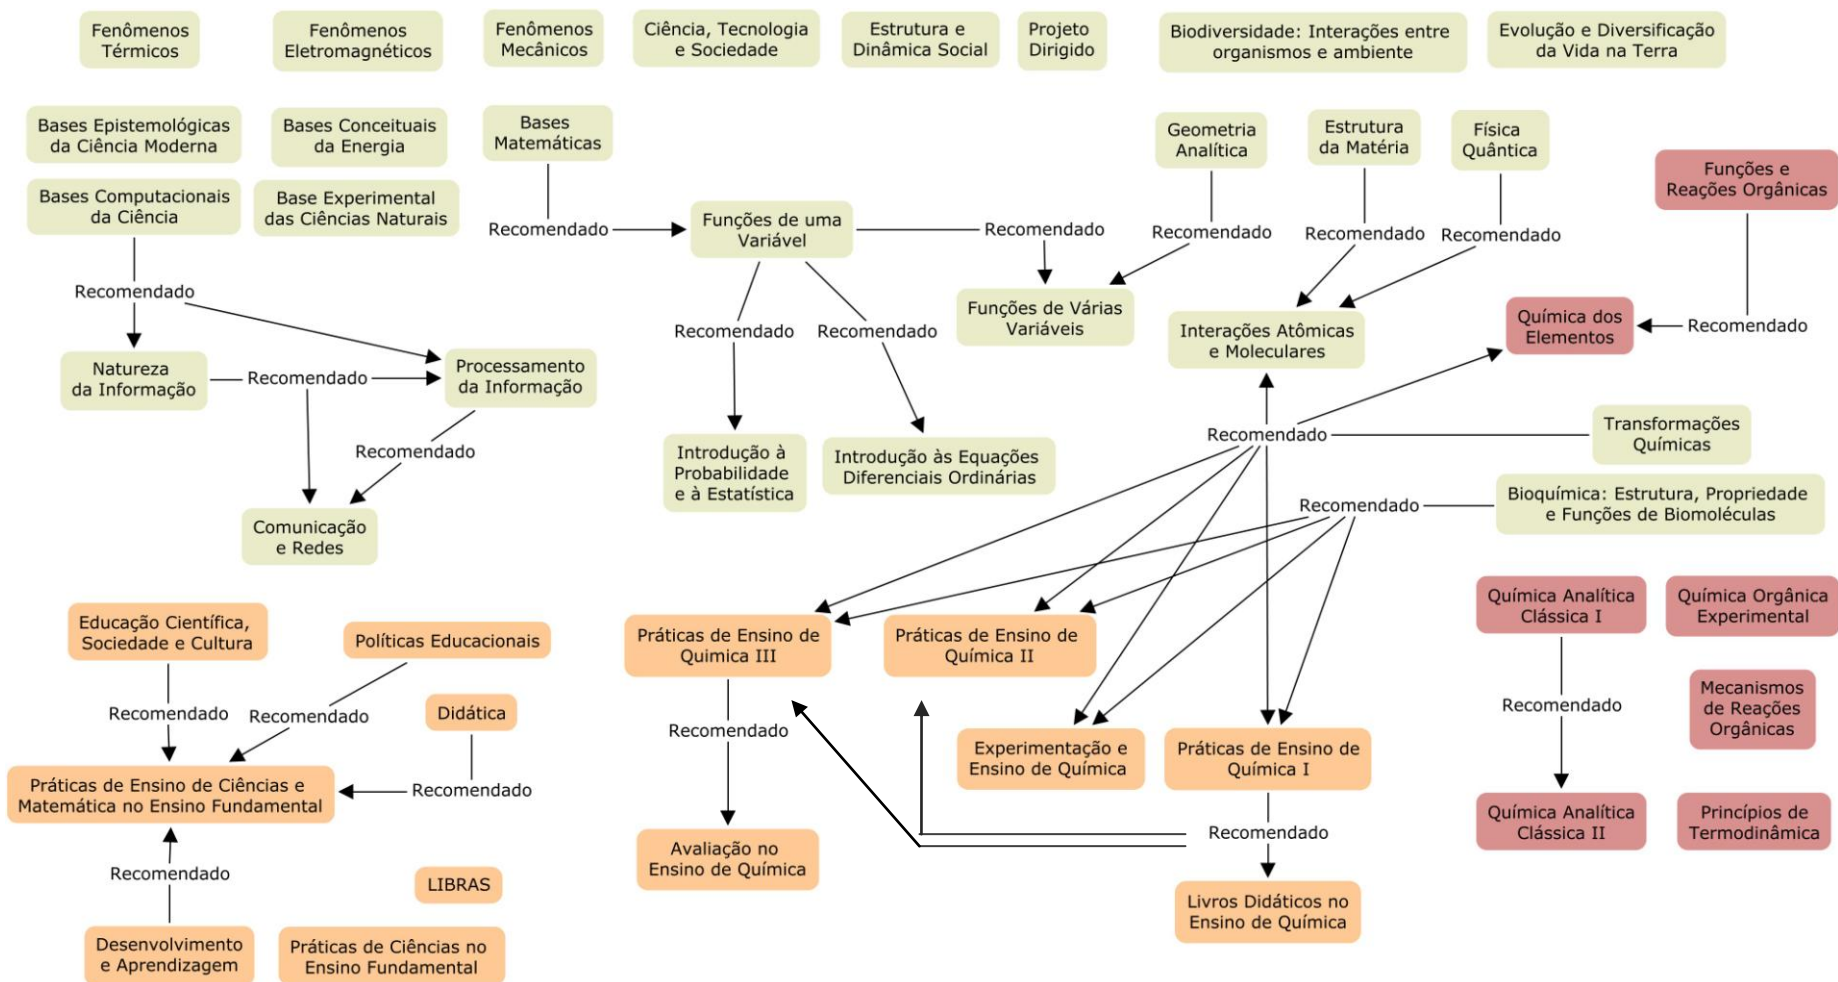 Fenômenos
Térmicos
Fenômenos
Eletromagnéticos
Fenômenos
Mecânicos
Ciência, Tecnologia
e Sociedade
Estrutura e
Dinâmica Social
Projeto
Dirigido
Biodiversidade: Interações entre
organismos e ambiente
Evolução e Diversificação
da Vida na Terra
Bases Epistemológicas
da Ciência Moderna
Bases Conceituais
da Energia
Bases
Matemáticas
Geometria
Analítica
Estrutura
da Matéria
Física
Quântica
Funções e
Reações Orgânicas
Bases Computacionais
da Ciência
Base Experimental
das Ciências Naturais
Recomendado
Funções de uma
Variável
Recomendado
Recomendado
Recomendado
Recomendado
Recomendado
Funções de Várias
Variáveis
Interações Atômicas
e Moleculares
Química dos
Elementos
Recomendado
Recomendado
Recomendado
Natureza
da Informação
Recomendado
Processamento
da Informação
Recomendado
Introdução à
Probabilidade
e à Estatística
Introdução às Equações
Diferenciais Ordinárias
Recomendado
Transformações
Químicas
Comunicação
e Redes
Recomendado
Bioquímica: Estrutura, Propriedade
e Funções de Biomoléculas
Educação Científica,
Sociedade e Cultura
Políticas Educacionais
Práticas de Ensino de
Quimica III
Práticas de Ensino de
Química II
Química Analítica
Clássica I
Química Orgânica
Experimental
Recomendado
Recomendado
Didática
Recomendado
Experimentação e
Ensino de Química
Práticas de Ensino de
Química I
Recomendado
Mecanismos
de Reações
Orgânicas
Práticas de Ensino de Ciências e
Matemática no Ensino Fundamental
Recomendado
Avaliação no
Ensino de Química
Recomendado
Química Analítica
Clássica II
Princípios de
Termodinâmica
Recomendado
LIBRAS
Livros Didáticos no
Ensino de Química
Desenvolvimento
e Aprendizagem
Práticas de Ciências no
Ensino Fundamental